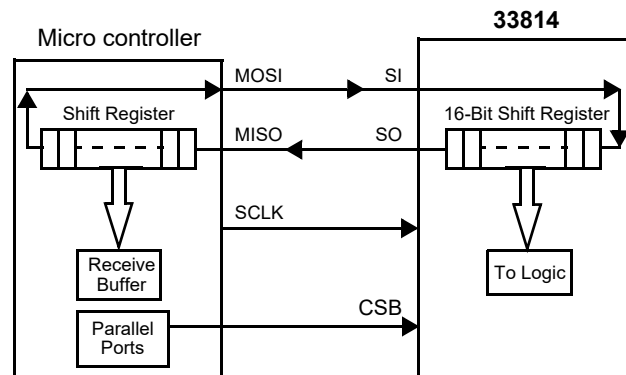 33814
Micro controller
MOSI
SI
Shift Register
16-Bit Shift Register
MISO
SO
SCLK
Receive
Buffer
To Logic
CSB
Parallel
Ports